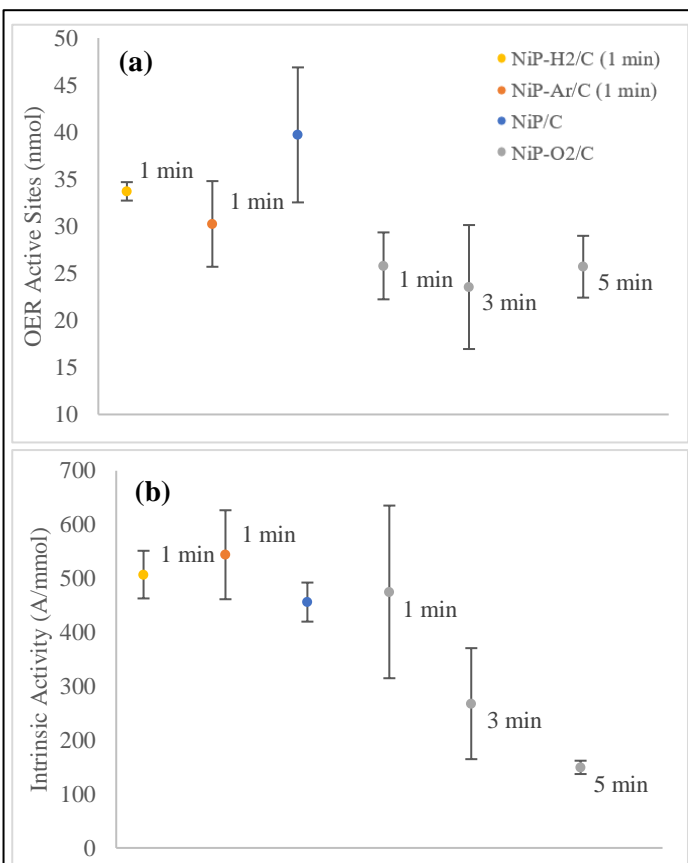 (a)
50
45
40
35
30
25
20
15
10
OER Active Sites (nmol)
NiP-H2/C (1 min)
NiP-Ar/C (1 min)
NiP/C
NiP-O2/C
1 min
1 min
1 min
3 min
5 min
(b)
700
600
500
400
300
200
100
0
Intrinsic Activity (A/mmol)
1 min
1 min
1 min
3 min
5 min